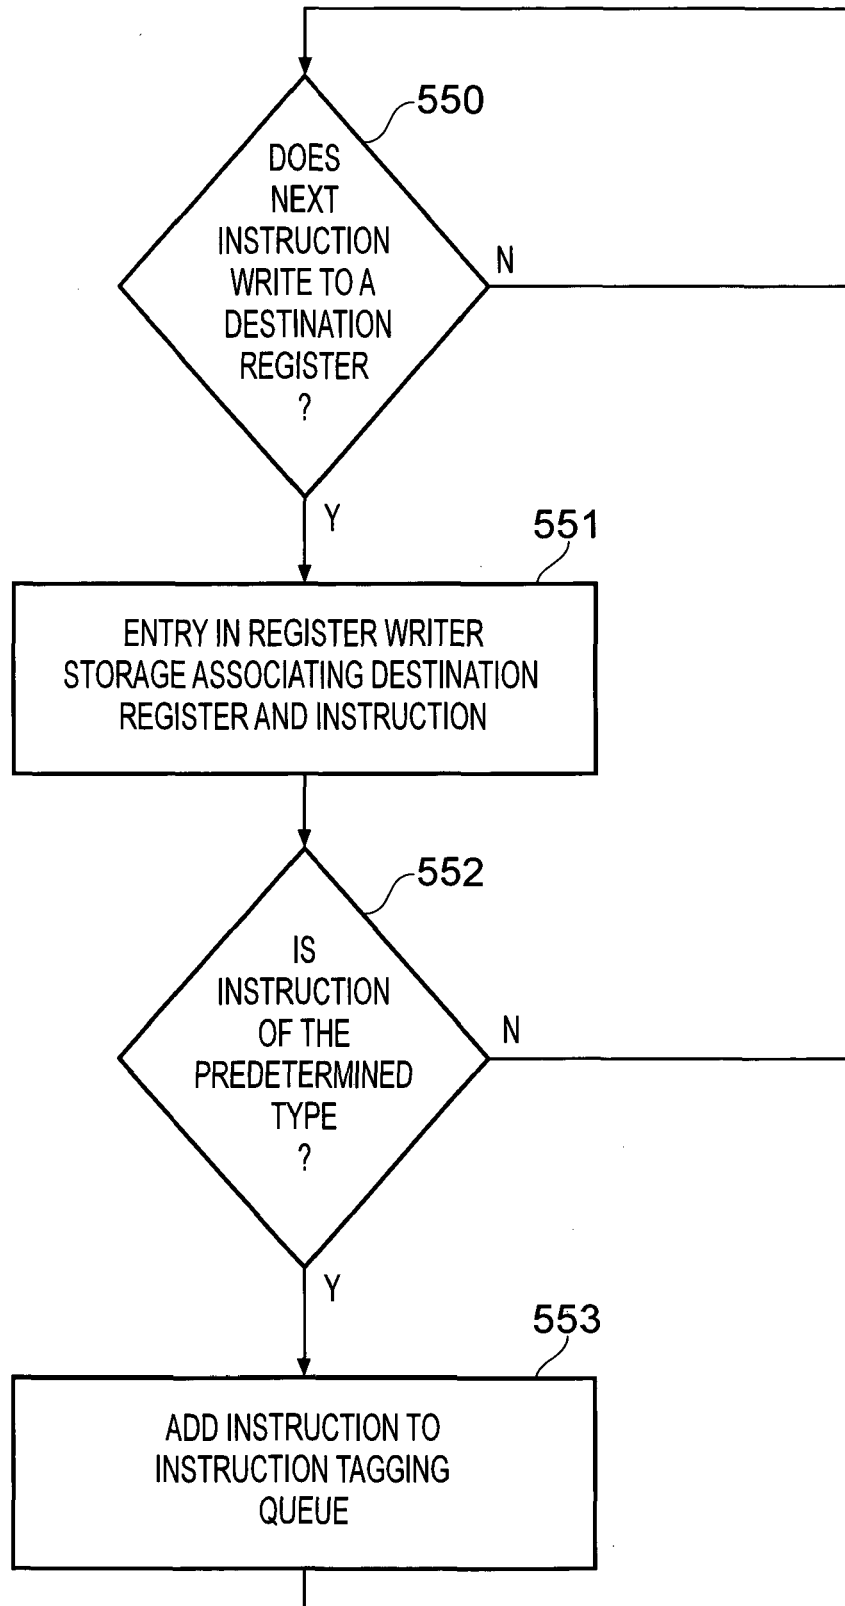 550
DOES
NEXT
INSTRUCTION
WRITE TO A
DESTINATION
REGISTER
?
N
Y
551
ENTRY IN REGISTER WRITER
STORAGE ASSOCIATING DESTINATION
REGISTER AND INSTRUCTION
552
IS
INSTRUCTION
OF THE
PREDETERMINED
TYPE
?
N
Y
553
ADD INSTRUCTION TO
INSTRUCTION TAGGING
QUEUE